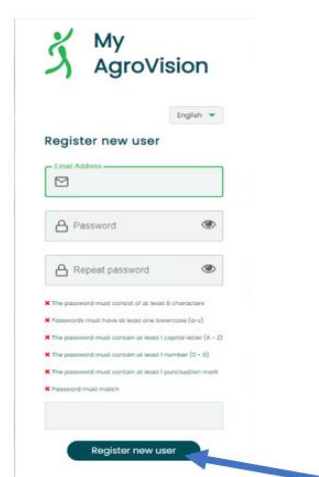 My
AgroVision
English
Register new user
Email Address
Password
Repeat password
The password must consist of at least 6 characters
Passwords must have at least one lowercase (a-z)
The password must contain at least 1 capital letter (A - Z)
The password must contain at least 1 number (0 - 9)
The password must contain at least 1 punctuation mark
Password must match
Register new user